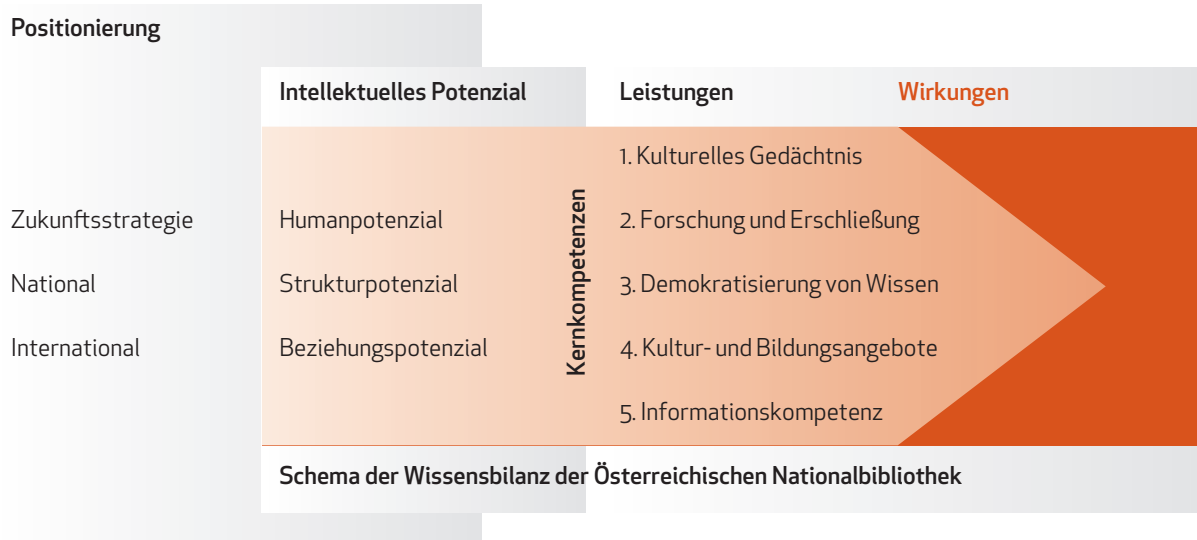 Positionierung
Intellektuelles Potenzial
Leistungen
Wirkungen
Zukunftsstrategie
National
International
Humanpotenzial
Strukturpotenzial
Beziehungspotenzial
Kernkompetenzen
1. Kulturelles Gedächtnis
2. Forschung und Erschließung
3. Demokratisierung von Wissen
4. Kultur- und Bildungsangebote
5. Informationskompetenz
Schema der Wissensbilanz der Österreichischen Nationalbibliothek